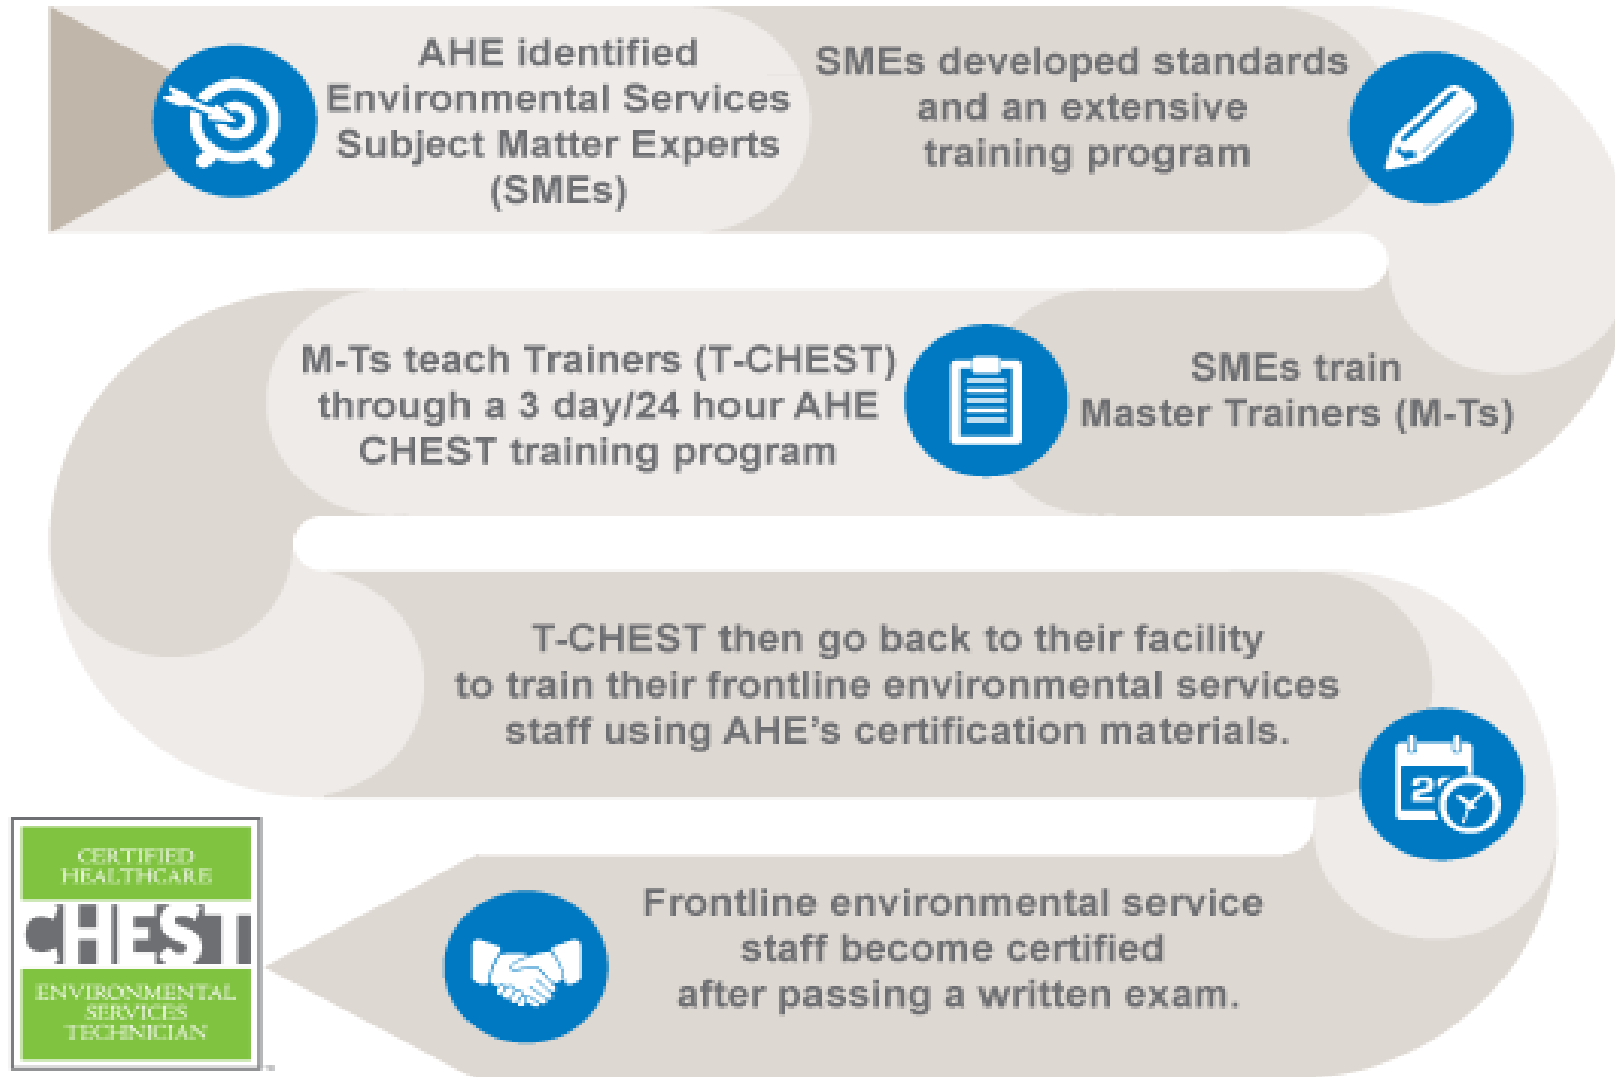 AHE identified
Environmental Services
Subject Matter Experts
(SMEs)
SMEs developed standards
and an extensive
training program
SMEs train
Master Trainers (M-Ts)
M-Ts teach Trainers (T-CHEST)
through a 3 day/24 hour AHE
CHEST training program
T-CHEST then go back to their facility
to train their frontline environmental services
staff using AHE’s certification materials.
Frontline environmental service
staff become certified
after passing a written exam.
CERTIFIED
HEALTHCARE
CHEST
ENVIRONMENTAL
SERVICES
TECHNICIAN